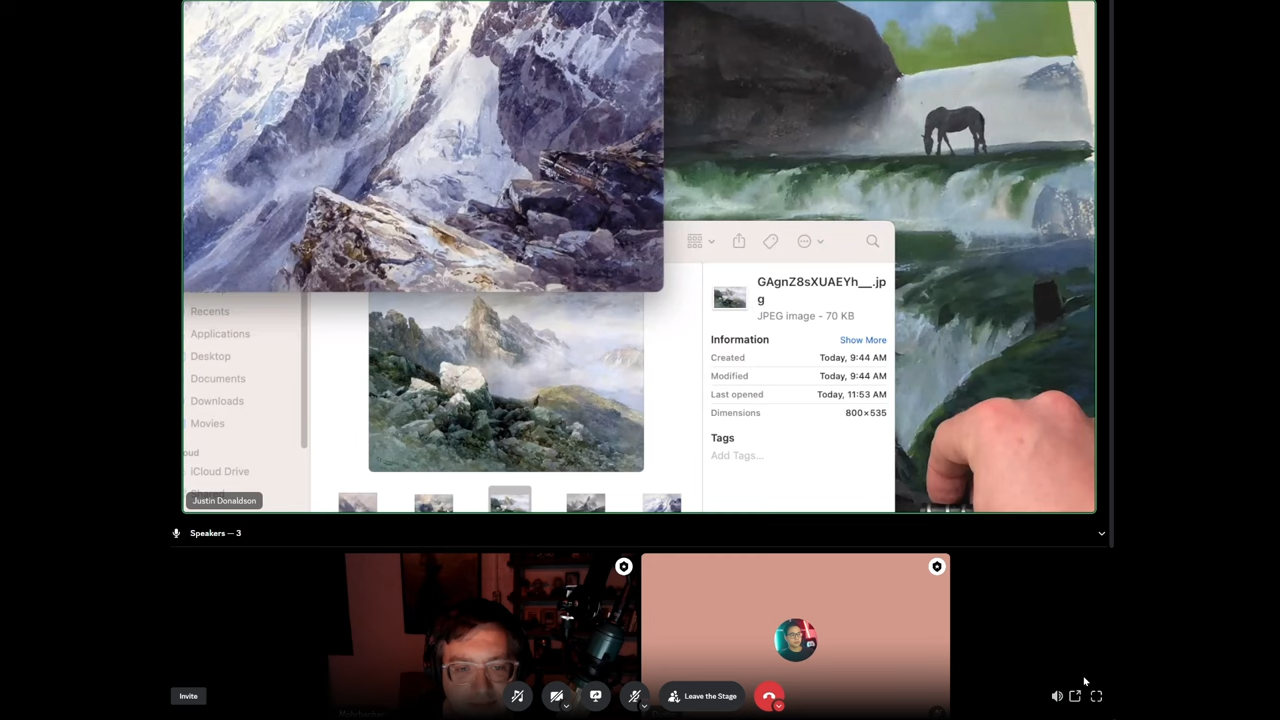 GAgnZ8sXUAEYh__.jp
g
JPEG image - 70 KB
Information
Show More
Created
Today, 9:44 AM
Modified
Today, 9:44 AM
Last opened
Today, 11:53 AM
Dimensions
800×535
Tags
Add Tags...
Recents
Applications
Desktop
Documents
Downloads
Movies
oud
iCloud Drive
Justin Donaldson
Speakers — 3
Invite
Leave the Stage